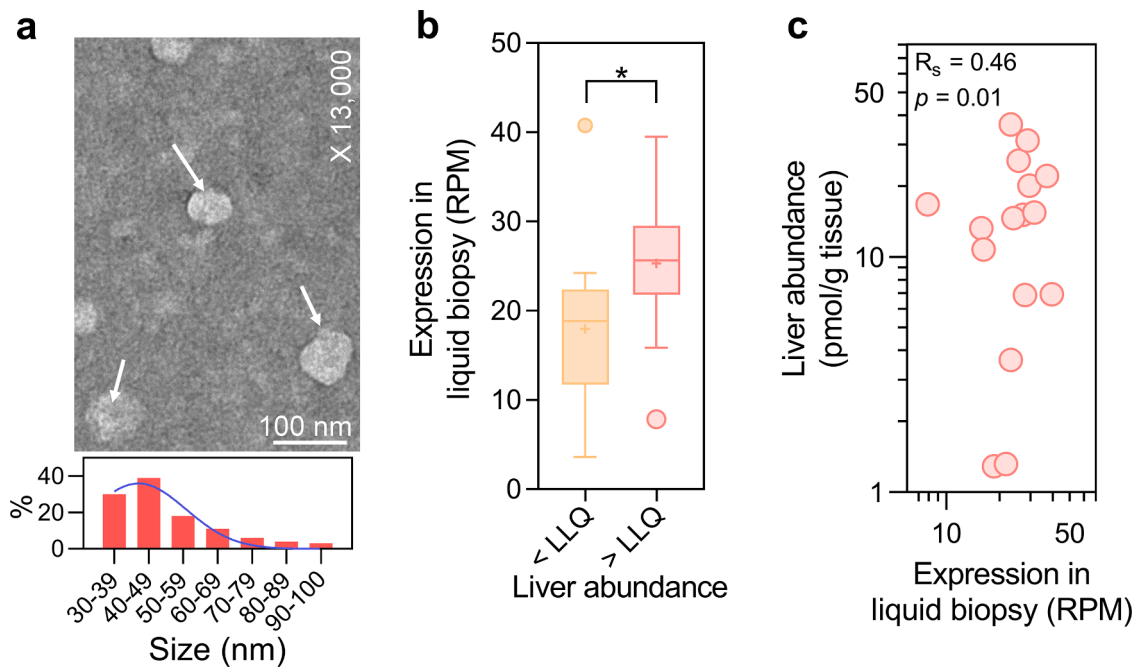 a
X 13,000
100 nm
%
40
20
0
30-39
40-49
50-59
60-69
70-79
80-89
90-100
Size (nm)
b
Expression in
liquid biopsy (RPM)
50
40
30
20
10
0
*
< LLQ
> LLQ
Liver abundance
c
Liver abundance
(pmol/g tissue)
50
10
1
Rs = 0.46
p = 0.01
10
50
Expression in
liquid biopsy (RPM)